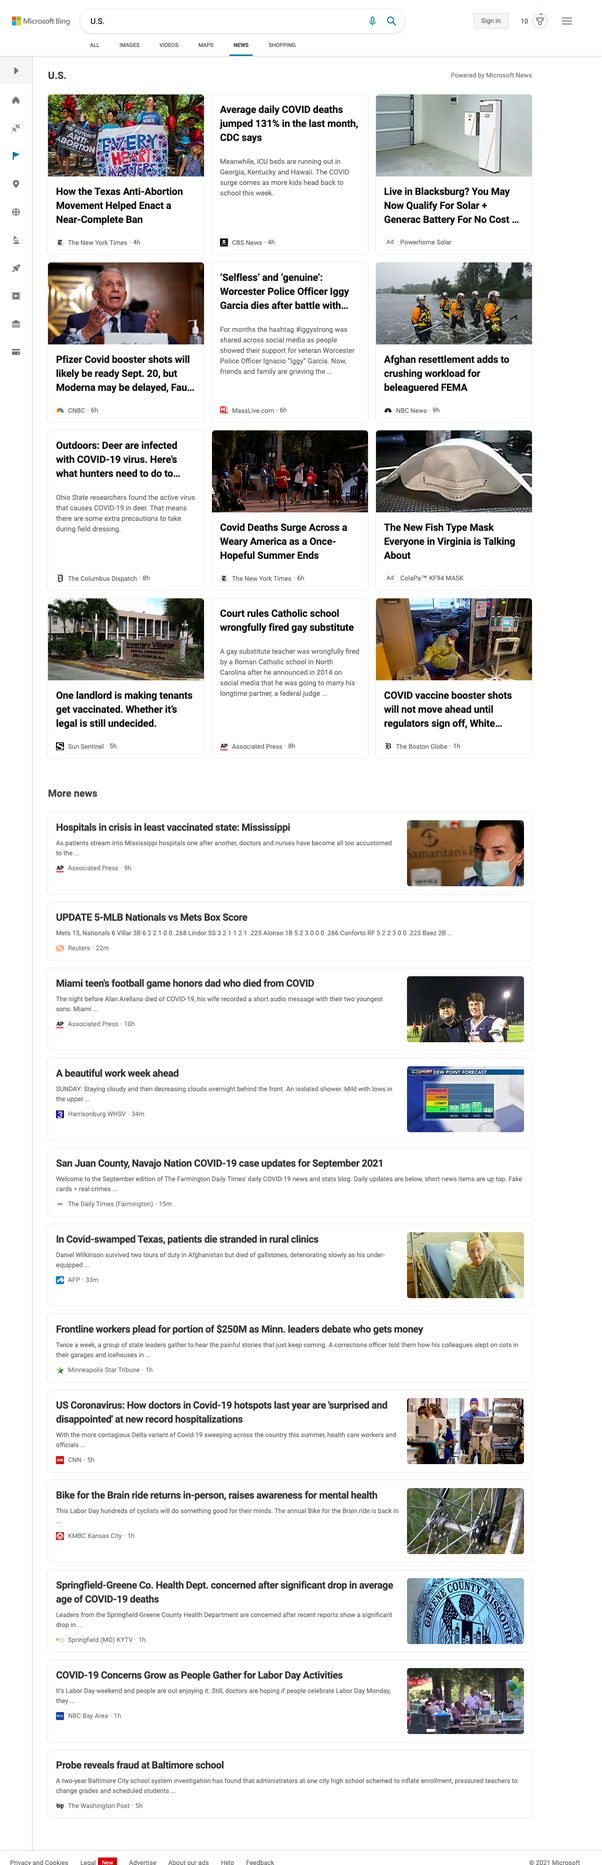 Microsoft Bing
U.S.
Sign in
10
ALL
IMAGES
VIDEOS
MAPS
NEWS
SHOPPING
U.S.
Powered by Microsoft News
ANTI-ABORTION
EVERY HEART MATTERS
How the Texas Anti-Abortion
Movement Helped Enact a
Near-Complete Ban
The New York Times · 4h
Average daily COVID deaths
jumped 131% in the last month,
CDC says
Meanwhile, ICU beds are running out in
Georgia, Kentucky and Hawaii. The COVID
surge comes as more kids head back to
school this week.
CBS News · 4h
Live in Blacksburg? You May
Now Qualify For Solar +
Generac Battery For No Cost ...
Ad Powerhome Solar
Pfizer Covid booster shots will
likely be ready Sept. 20, but
Moderna may be delayed, Fau...
CNBC · 6h
‘Selfless’ and ‘genuine’:
Worcester Police Officer Iggy
Garcia dies after battle with...
For months the hashtag #iggystrong was
shared across social media as people
showed their support for veteran Worcester
Police Officer Ignacio “Iggy” Garcia. Now,
friends and family are grieving the ...
MassLive.com · 6h
Afghan resettlement adds to
crushing workload for
beleaguered FEMA
NBC News · 9h
Outdoors: Deer are infected
with COVID-19 virus. Here's
what hunters need to do to...
Ohio State researchers found the active virus
that causes COVID-19 in deer. That means
there are some extra precautions to take
during field dressing.
The Columbus Dispatch · 8h
Covid Deaths Surge Across a
Weary America as a Once-
Hopeful Summer Ends
The New York Times · 6h
The New Fish Type Mask
Everyone in Virginia is Talking
About
Ad ColaPa™ KF94 MASK
Inverrary Village
One landlord is making tenants
get vaccinated. Whether it’s
legal is still undecided.
Sun Sentinel · 5h
Court rules Catholic school
wrongfully fired gay substitute
A gay substitute teacher was wrongfully fired
by a Roman Catholic school in North
Carolina after he announced in 2014 on
social media that he was going to marry his
longtime partner, a federal judge ...
AP Associated Press · 8h
COVID vaccine booster shots
will not move ahead until
regulators sign off, White...
The Boston Globe · 1h
More news
Hospitals in crisis in least vaccinated state: Mississippi
As patients stream into Mississippi hospitals one after another, doctors and nurses have become all too accustomed
to the ...
AP Associated Press · 9h
Samaritan's
UPDATE 5-MLB Nationals vs Mets Box Score
Mets 13, Nationals 6 Villar 3B 6 2 2 1 0 0 .268 Lindor SS 3 2 1 1 2 1 .225 Alonso 1B 5 2 3 0 0 0 .266 Conforto RF 5 2 2 3 0 0 .223 Baez 2B ...
Reuters · 22m
Miami teen's football game honors dad who died from COVID
The night before Alan Arellano died of COVID-19, his wife recorded a short audio message with their two youngest
sons. Miami ...
AP Associated Press · 10h
A beautiful work week ahead
SUNDAY: Staying cloudy and then decreasing clouds overnight behind the front. An isolated shower. Mild with lows in
the upper ...
3 Harrisonburg WHSV · 34m
DEW POINT FORECAST
San Juan County, Navajo Nation COVID-19 case updates for September 2021
Welcome to the September edition of The Farmington Daily Times' daily COVID-19 news and stats blog. Daily updates are below, short news items are up top. Fake
cards = real crimes ...
The Daily Times (Farmington) · 15m
In Covid-swamped Texas, patients die stranded in rural clinics
Daniel Wilkinson survived two tours of duty in Afghanistan but died of gallstones, deteriorating slowly as his under-
equipped ...
AFP · 33m
Frontline workers plead for portion of $250M as Minn. leaders debate who gets money
Twice a week, a group of state leaders gather to hear the painful stories that just keep coming. A corrections officer told them how his colleagues slept on cots in
their garages and icehouses in ...
Minneapolis Star Tribune · 1h
US Coronavirus: How doctors in Covid-19 hotspots last year are 'surprised and
disappointed' at new record hospitalizations
With the more contagious Delta variant of Covid-19 sweeping across the country this summer, health care workers and
officials ...
CNN · 5h
Bike for the Brain ride returns in-person, raises awareness for mental health
This Labor Day hundreds of cyclists will do something good for their minds. The annual Bike for the Brain ride is back in
...
KMBC Kansas City · 1h
Springfield-Greene Co. Health Dept. concerned after significant drop in average
age of COVID-19 deaths
Leaders from the Springfield-Greene County Health Department are concerned after recent reports show a significant
drop in ...
Springfield (MO) KYTV · 1h
GREENE COUNTY MISSOURI
COVID-19 Concerns Grow as People Gather for Labor Day Activities
It's Labor Day weekend and people are out enjoying it. Still, doctors are hoping if people celebrate Labor Day Monday,
they ...
NBC Bay Area · 1h
Probe reveals fraud at Baltimore school
A two-year Baltimore City school system investigation has found that administrators at one city high school schemed to inflate enrollment, pressured teachers to
change grades and scheduled students ...
wp The Washington Post · 5h
Privacy and Cookies
Legal
New
Advertise
About our ads
Help
Feedback
© 2021 Microsoft